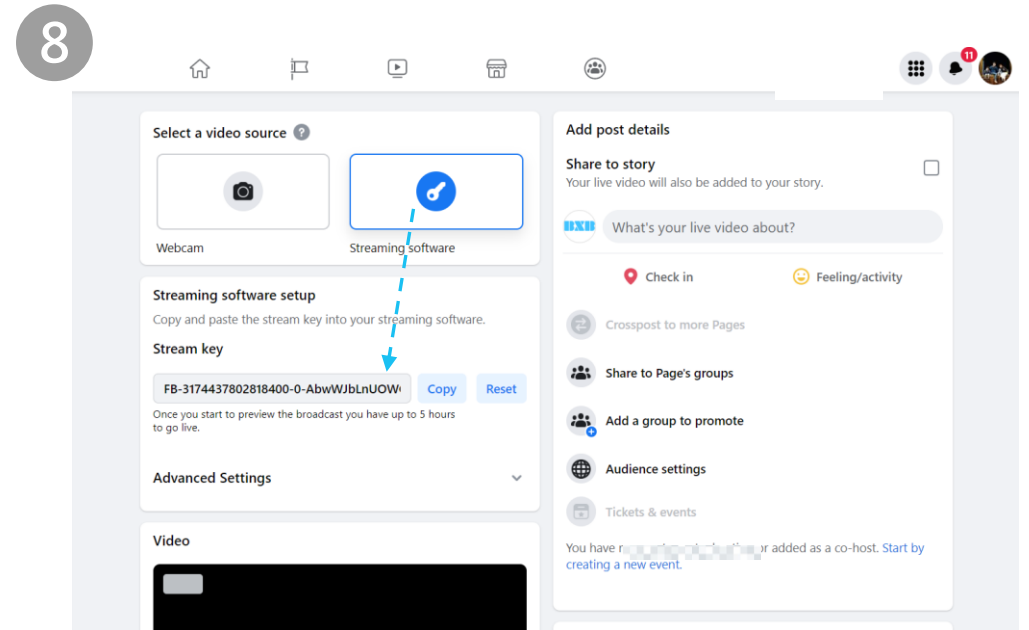 8
11
Select a video source ?
Webcam
Streaming software
Streaming software setup
Copy and paste the stream key into your streaming software.
Stream key
FB-3174437802818400-0-AbwWJbLnUOW
Copy
Reset
Once you start to preview the broadcast you have up to 5 hours
to go live.
Advanced Settings
Video
Add post details
Share to story
Your live video will also be added to your story.
BXB
What's your live video about?
Check in
Feeling/activity
Crosspost to more Pages
Share to Page's groups
Add a group to promote
Audience settings
Tickets & events
You have or added as a co-host. Start by
creating a new event.